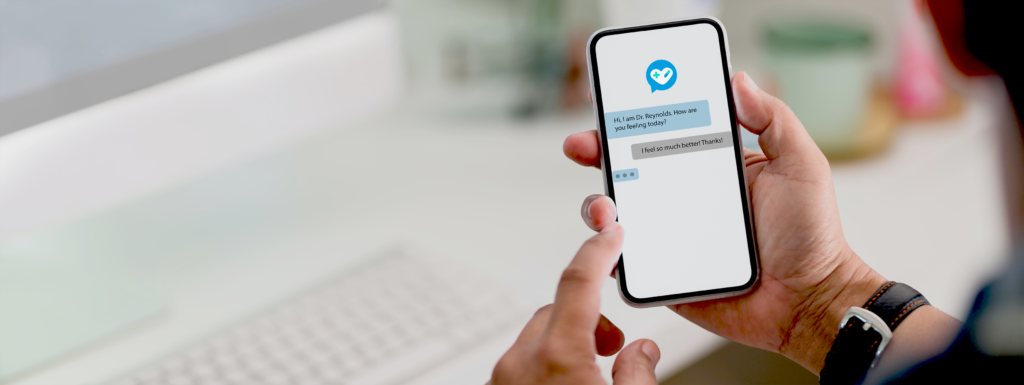 Hi, I am Dr. Reynolds. How are
you feeling today?
I feel so much better! Thanks!